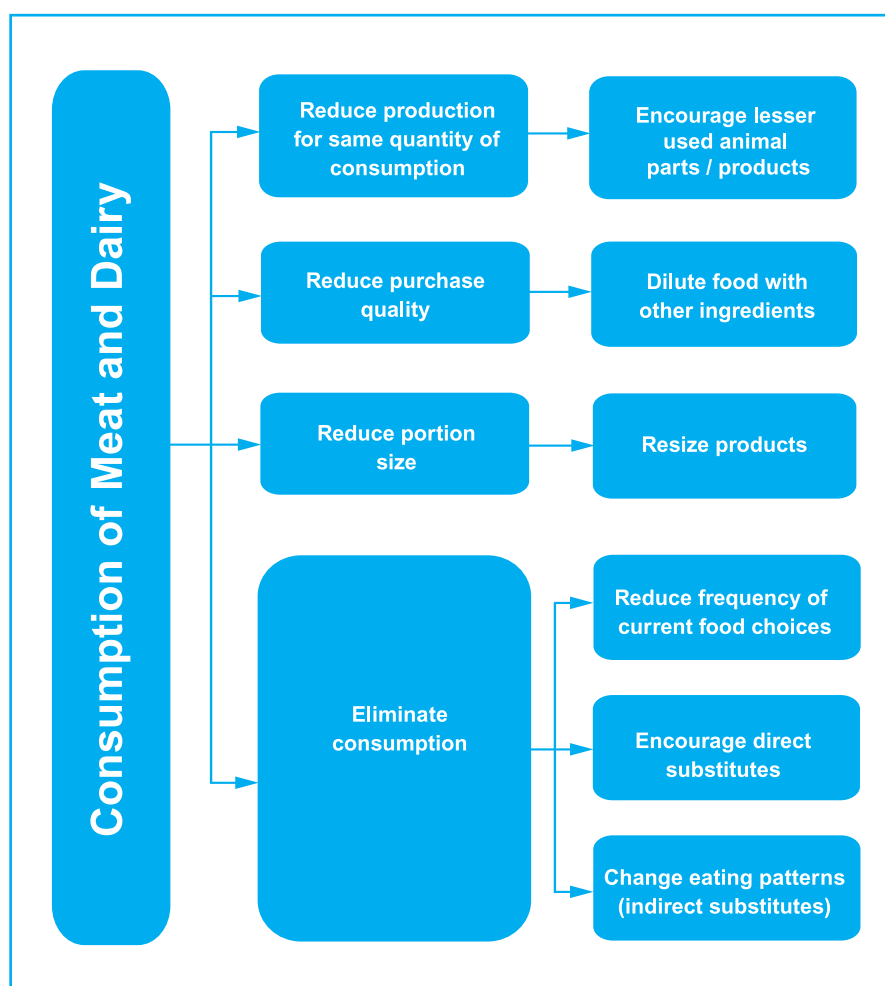 Consumption of Meat and Dairy
Reduce production
for same quantity of
consumption
Encourage lesser
used animal
parts / products
Reduce purchase
quality
Dilute food with
other ingredients
Reduce portion
size
Resize products
Eliminate
consumption
Reduce frequency of
current food choices
Encourage direct
substitutes
Change eating patterns
(indirect substitutes)